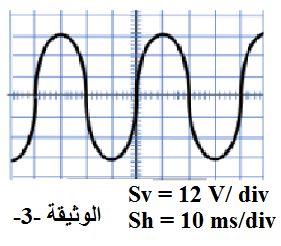 Sv = 12 V/ div
Sh = 10 ms/div
الوثيقة -3-